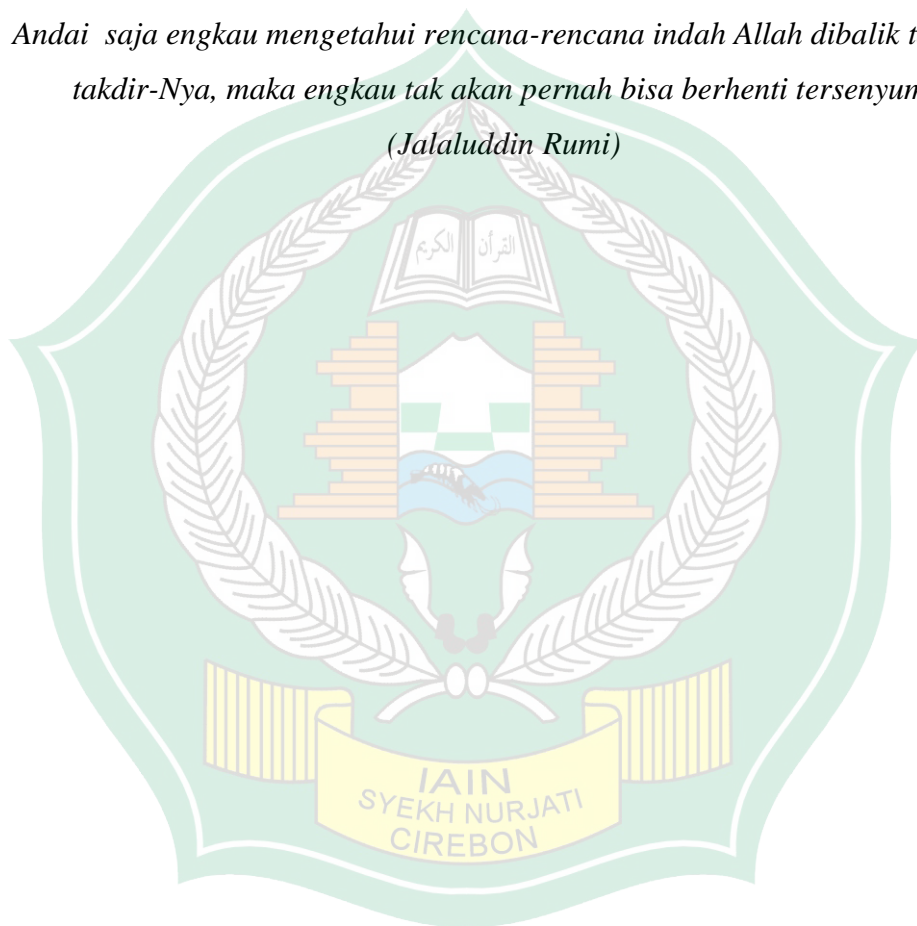 Andai saja engkau mengetahui rencana-rencana indah Allah dibalik
takdir-Nya, maka engkau tak akan pernah bisa berhenti tersenyum
(Jalaluddin Rumi)
القرآن الكريم
IAIN
SYEKH NURJATI
CIREBON